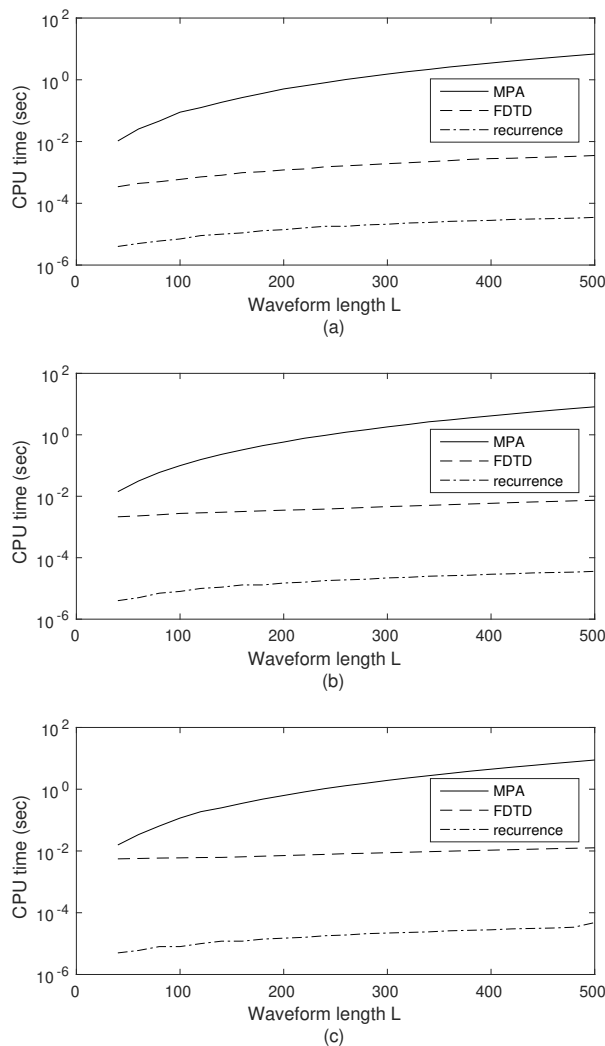 10^2
10^0
10^-2
10^-4
10^-6
CPU time (sec)
MPA
FDTD
recurrence
0 100 200 300 400 500
Waveform length L
(a)
10^2
10^0
10^-2
10^-4
10^-6
CPU time (sec)
MPA
FDTD
recurrence
0 100 200 300 400 500
Waveform length L
(b)
10^2
10^0
10^-2
10^-4
10^-6
CPU time (sec)
MPA
FDTD
recurrence
0 100 200 300 400 500
Waveform length L
(c)